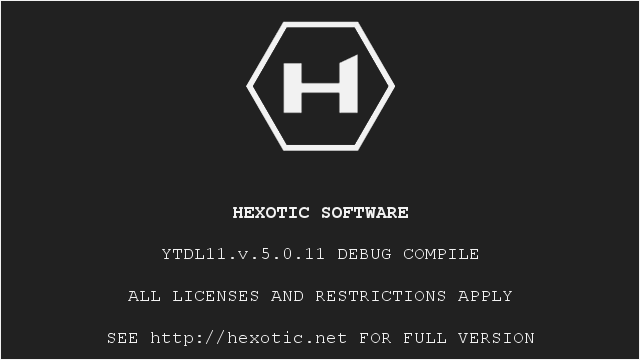 H
HEXOTIC SOFTWARE
YTDL11.v.5.0.11 DEBUG COMPILE
ALL LICENSES AND RESTRICTIONS APPLY
SEE http://hexotic.net FOR FULL VERSION